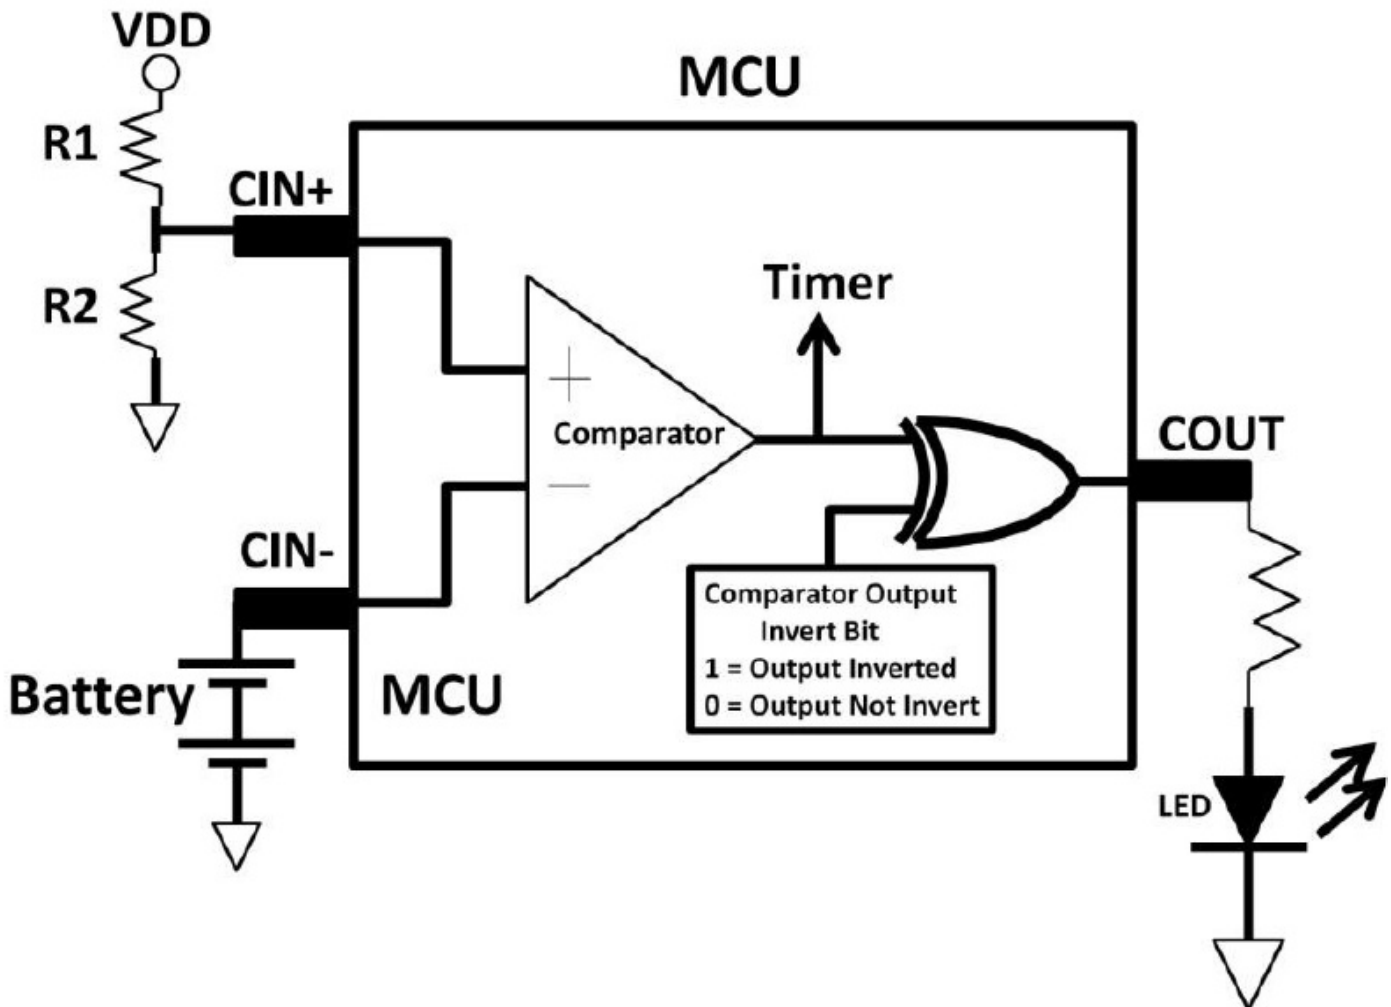 VDD
MCU
R1
CIN+
R2
Timer
+
Comparator
−
COUT
CIN-
Comparator Output
Invert Bit
1 = Output Inverted
0 = Output Not Invert
Battery
MCU
LED